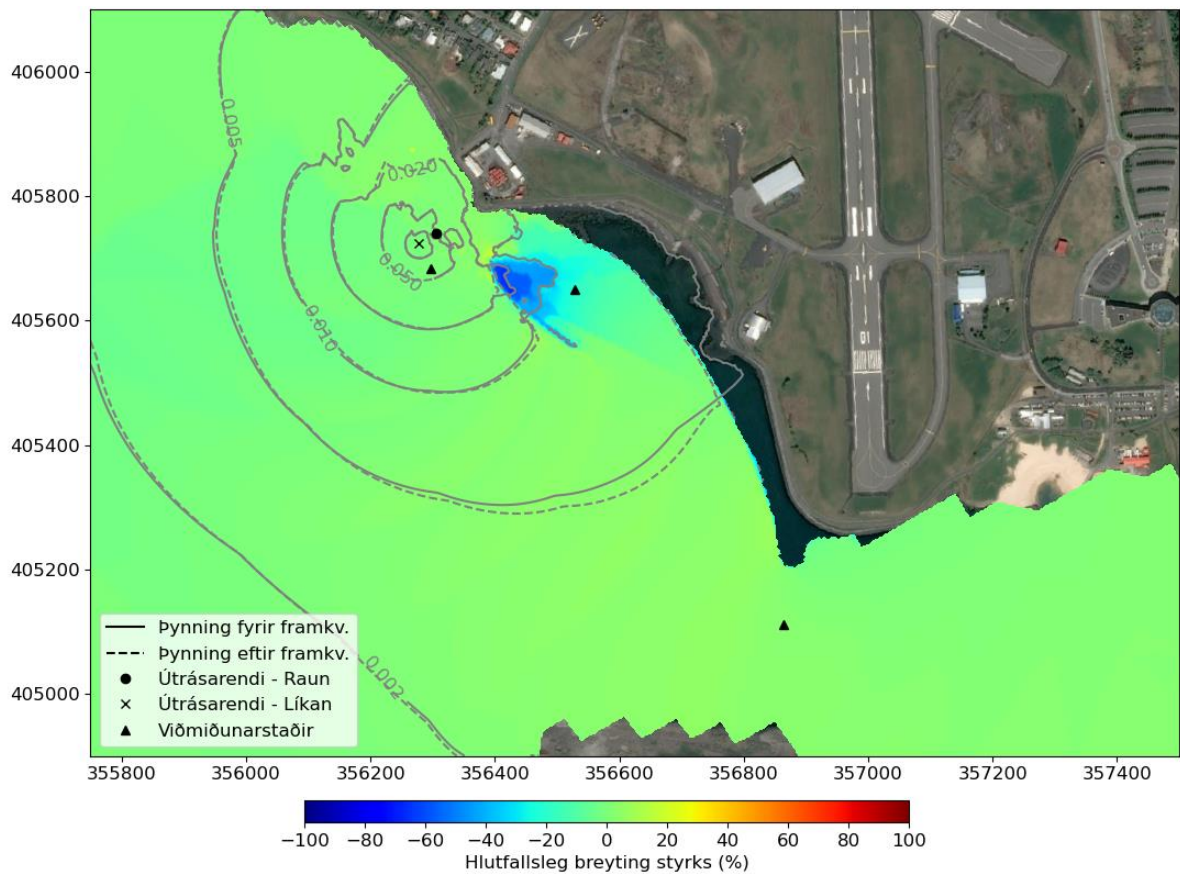 406000
405800
405600
405400
405200
405000
0.005
0.020
0.050
0.010
0.002
01
Þynning fyrir framkv.
Þynning eftir framkv.
Útrásarendi - Raun
Útrásarendi - Líkan
Viðmiðunarstaðir
355800 356000 356200 356400 356600 356800 357000 357200 357400
−100 −80 −60 −40 −20 0 20 40 60 80 100
Hlutfallsleg breyting styrks (%)